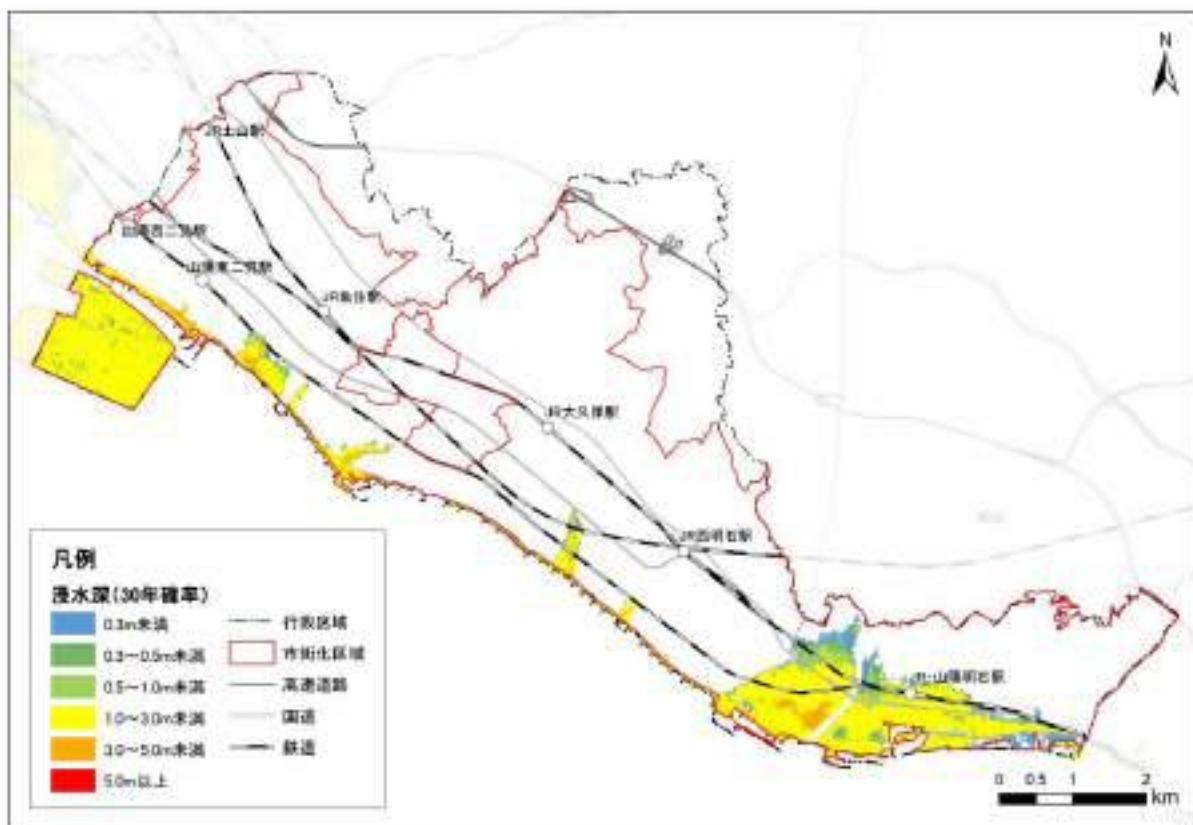 N
JR土山駅
山陽西二見駅
山陽東二見駅
JR魚住駅
JR大久保駅
JR西明石駅
JR・山陽明石駅
凡例
浸水深(30年確率)
0.3m未満
0.3～0.5m未満
0.5～1.0m未満
1.0～3.0m未満
3.0～5.0m未満
5.0m以上
行政区域
市街化区域
高速道路
国道
鉄道
0 0.5 1 2
km